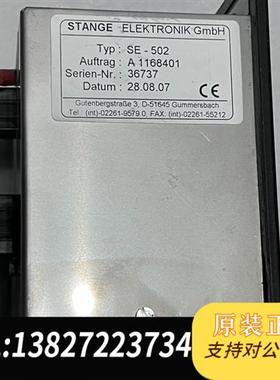 STANGE ELEKTRONIK GmbH
Typ : SE - 502
Auftrag : A 1168401
Serien-Nr. : 36737
Datum : 28.08.07
CE
Gutenbergstraße 3, D-51645 Gummersbach
Tel. (int)-02261-9579.0, FAX: (int)-02261-55212
原装正
支持对公
:13827223734